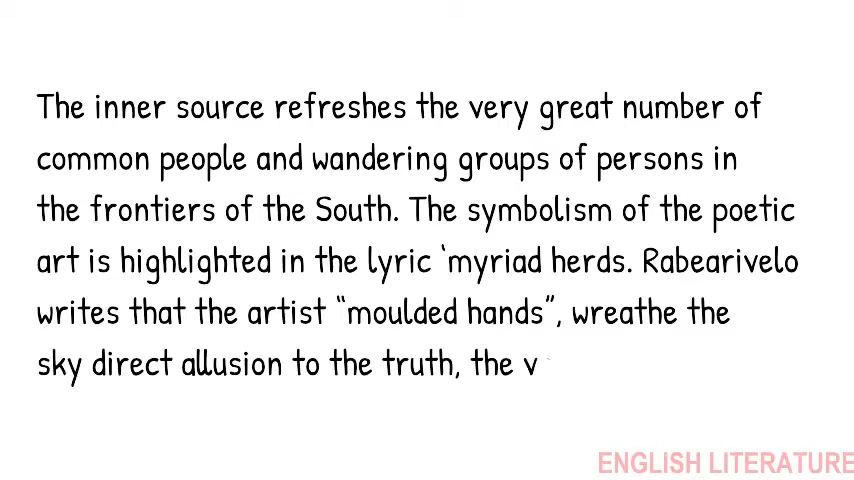 The inner source refreshes the very great number of
common people and wandering groups of persons in
the frontiers of the South. The symbolism of the poetic
art is highlighted in the lyric ‘myriad herds. Rabearivelo
writes that the artist “moulded hands”, wreathe the
sky direct allusion to the truth, the v
ENGLISH LITERATURE